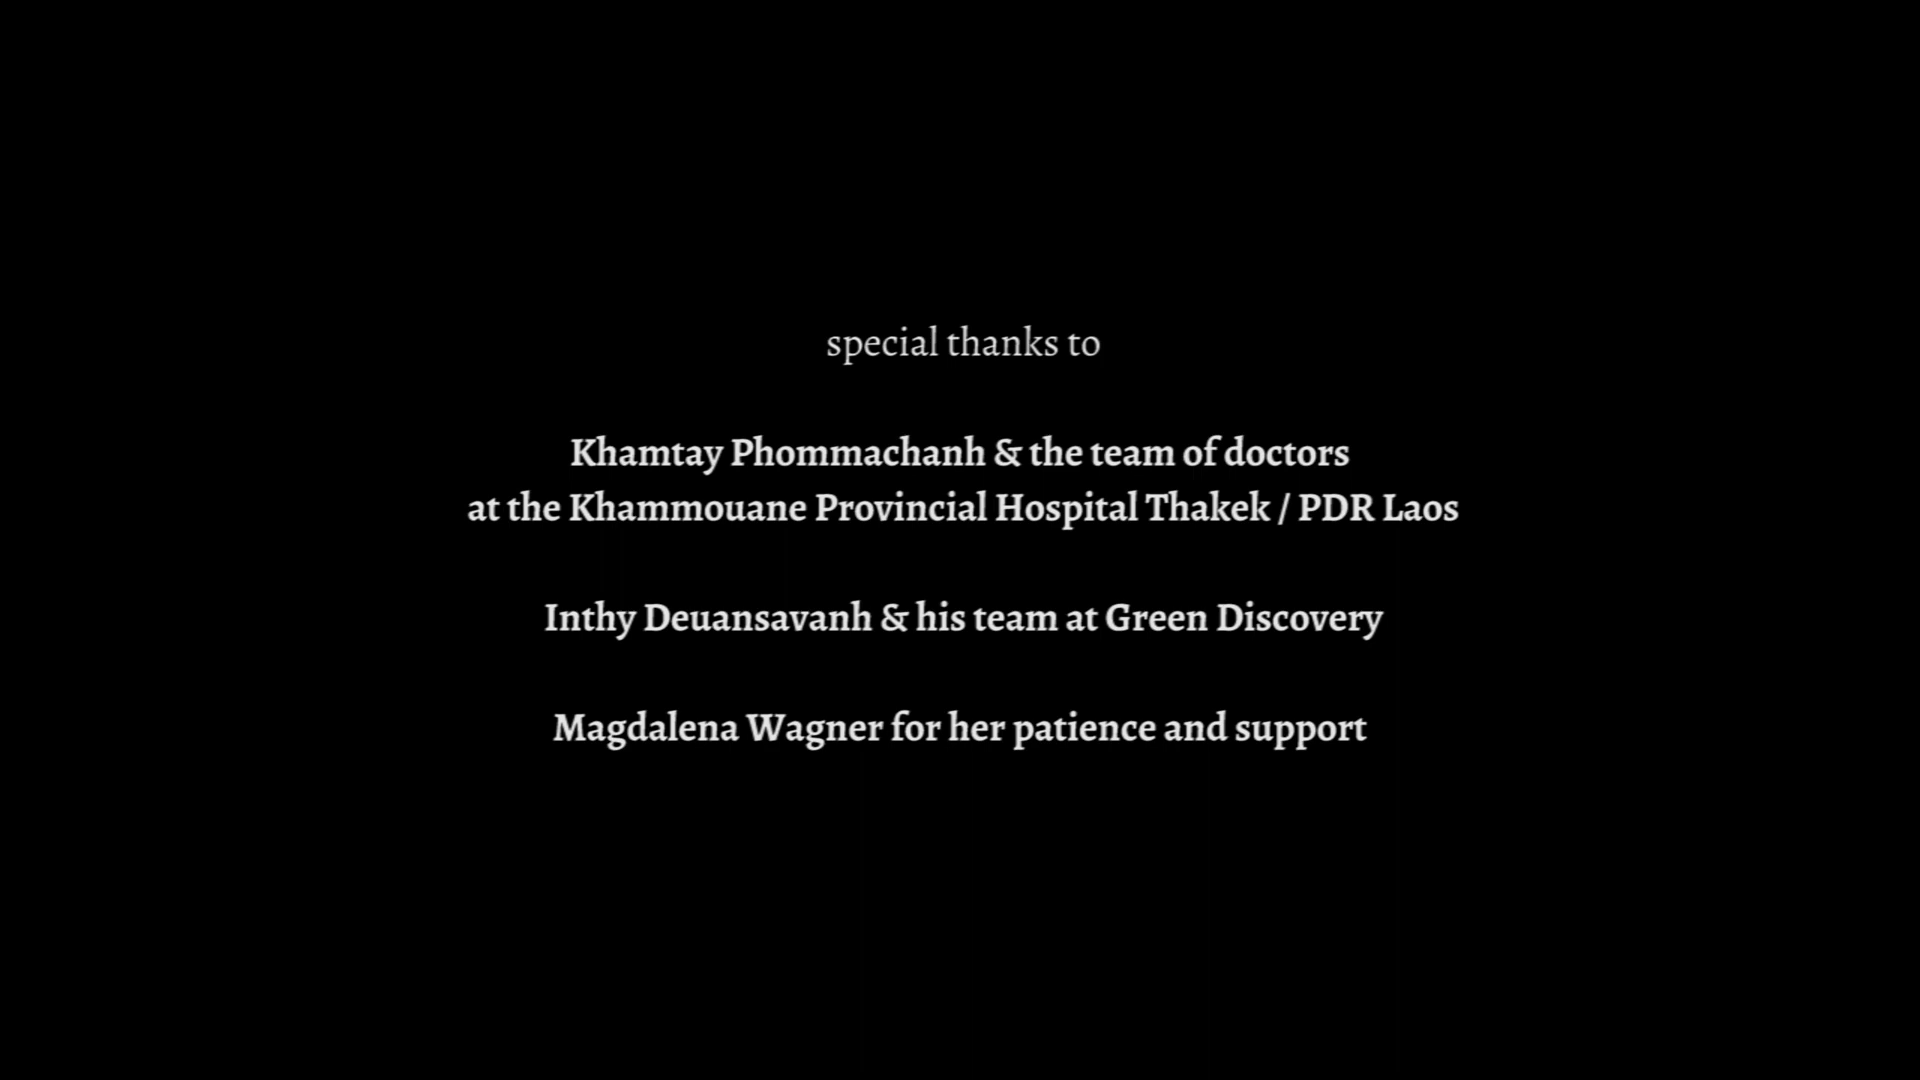 special thanks to
Khamtay Phommachanh & the team of doctors
at the Khammouane Provincial Hospital Thakek / PDR Laos
Inthy Deuansavanh & his team at Green Discovery
Magdalena Wagner for her patience and support